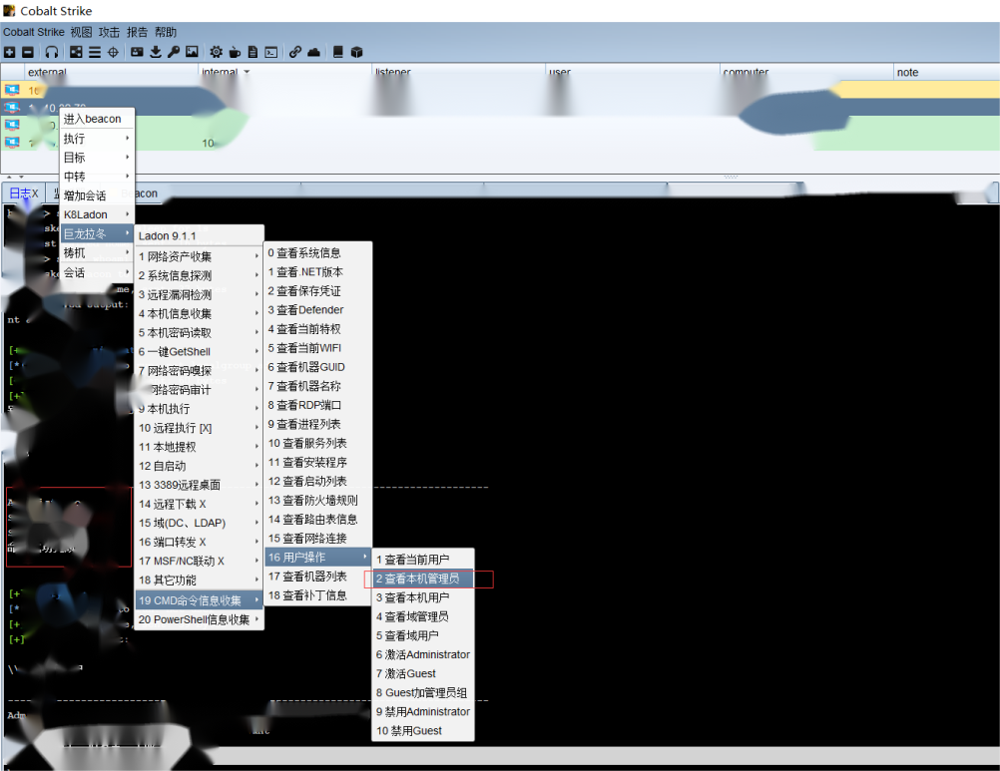 Cobalt Strike
Cobalt Strike 视图 攻击 报告 帮助
external internal listener user computer note
16
10
进入beacon
执行
目标
中转
增加会话
K8Ladon
巨龙拉冬
梼杌
会话
日志X
eacon
Ladon 9.1.1
1 网络资产收集
2 系统信息探测
3 远程漏洞检测
4 本机信息收集
5 本机密码读取
6 一键GetShell
7 网络密码嗅探
网络密码审计
9 本机执行
10 远程执行 [X]
11 本地提权
12 自启动
13 3389远程桌面
14 远程下载 X
15 域(DC、LDAP)
16 端口转发 X
17 MSF/NC联动 X
18 其它功能
19 CMD命令信息收集
20 PowerShell信息收集
0 查看系统信息
1 查看.NET版本
2 查看保存凭证
3 查看Defender
4 查看当前特权
5 查看当前WIFI
6 查看机器GUID
7 查看机器名称
8 查看RDP端口
9 查看进程列表
10 查看服务列表
11 查看安装程序
12 查看启动列表
13 查看防火墙规则
14 查看路由表信息
15 查看网络连接
16 用户操作
17 查看机器列表
18 查看补丁信息
1 查看当前用户
2 查看本机管理员
3 查看本机用户
4 查看域管理员
5 查看域用户
6 激活Administrator
7 激活Guest
8 Guest加管理员组
9 禁用Administrator
10 禁用Guest
output:
nt
[+]
[+]
[+]
[+]
Adm